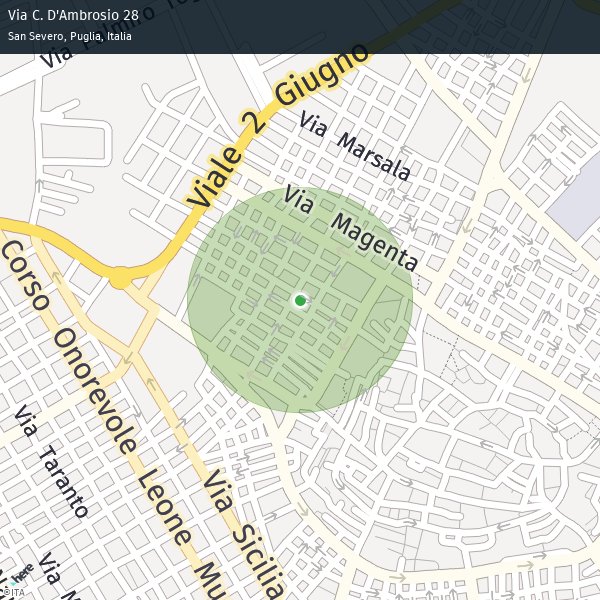 Via C. D'Ambrosio 28
San Severo, Puglia, Italia
Via Palmiro
Viale 2 Giugno
Via Marsala
Via Magenta
Corso Onorevole Leone Mu
Via Taranto
Via Sicilia
Via M
here
©ITA